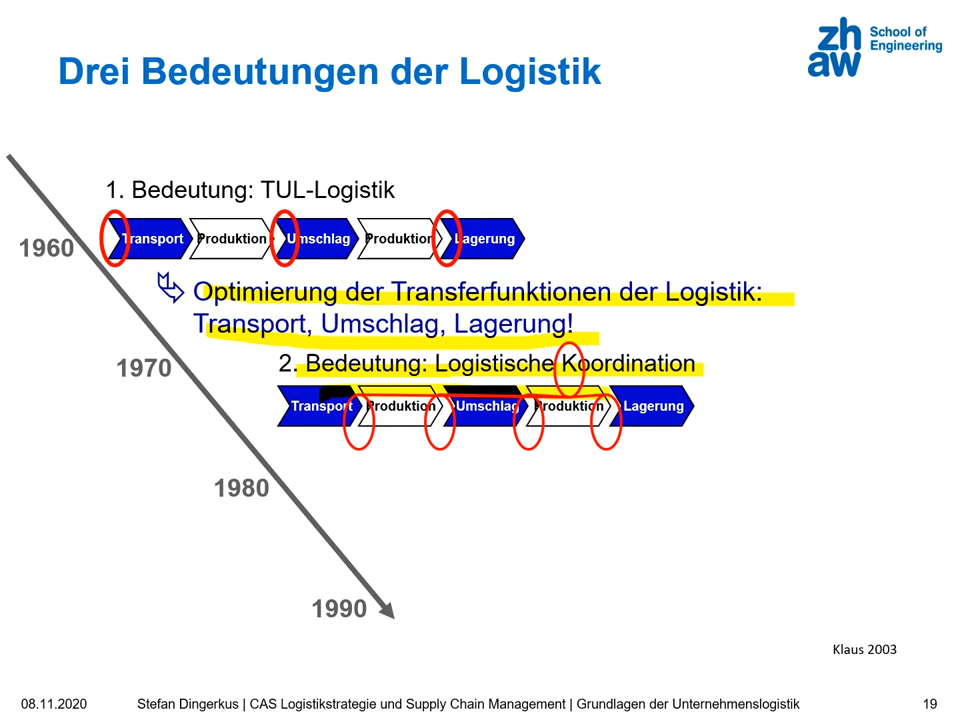 zh
aw
School of
Engineering
Drei Bedeutungen der Logistik
1. Bedeutung: TUL-Logistik
Transport Produktion Umschlag Produktion Lagerung
1960
Optimierung der Transferfunktionen der Logistik:
Transport, Umschlag, Lagerung!
2. Bedeutung: Logistische Koordination
1970
Transport Produktion Umschlag Produktion Lagerung
1980
1990
Klaus 2003
08.11.2020 Stefan Dingerkus | CAS Logistikstrategie und Supply Chain Management | Grundlagen der Unternehmenslogistik 19